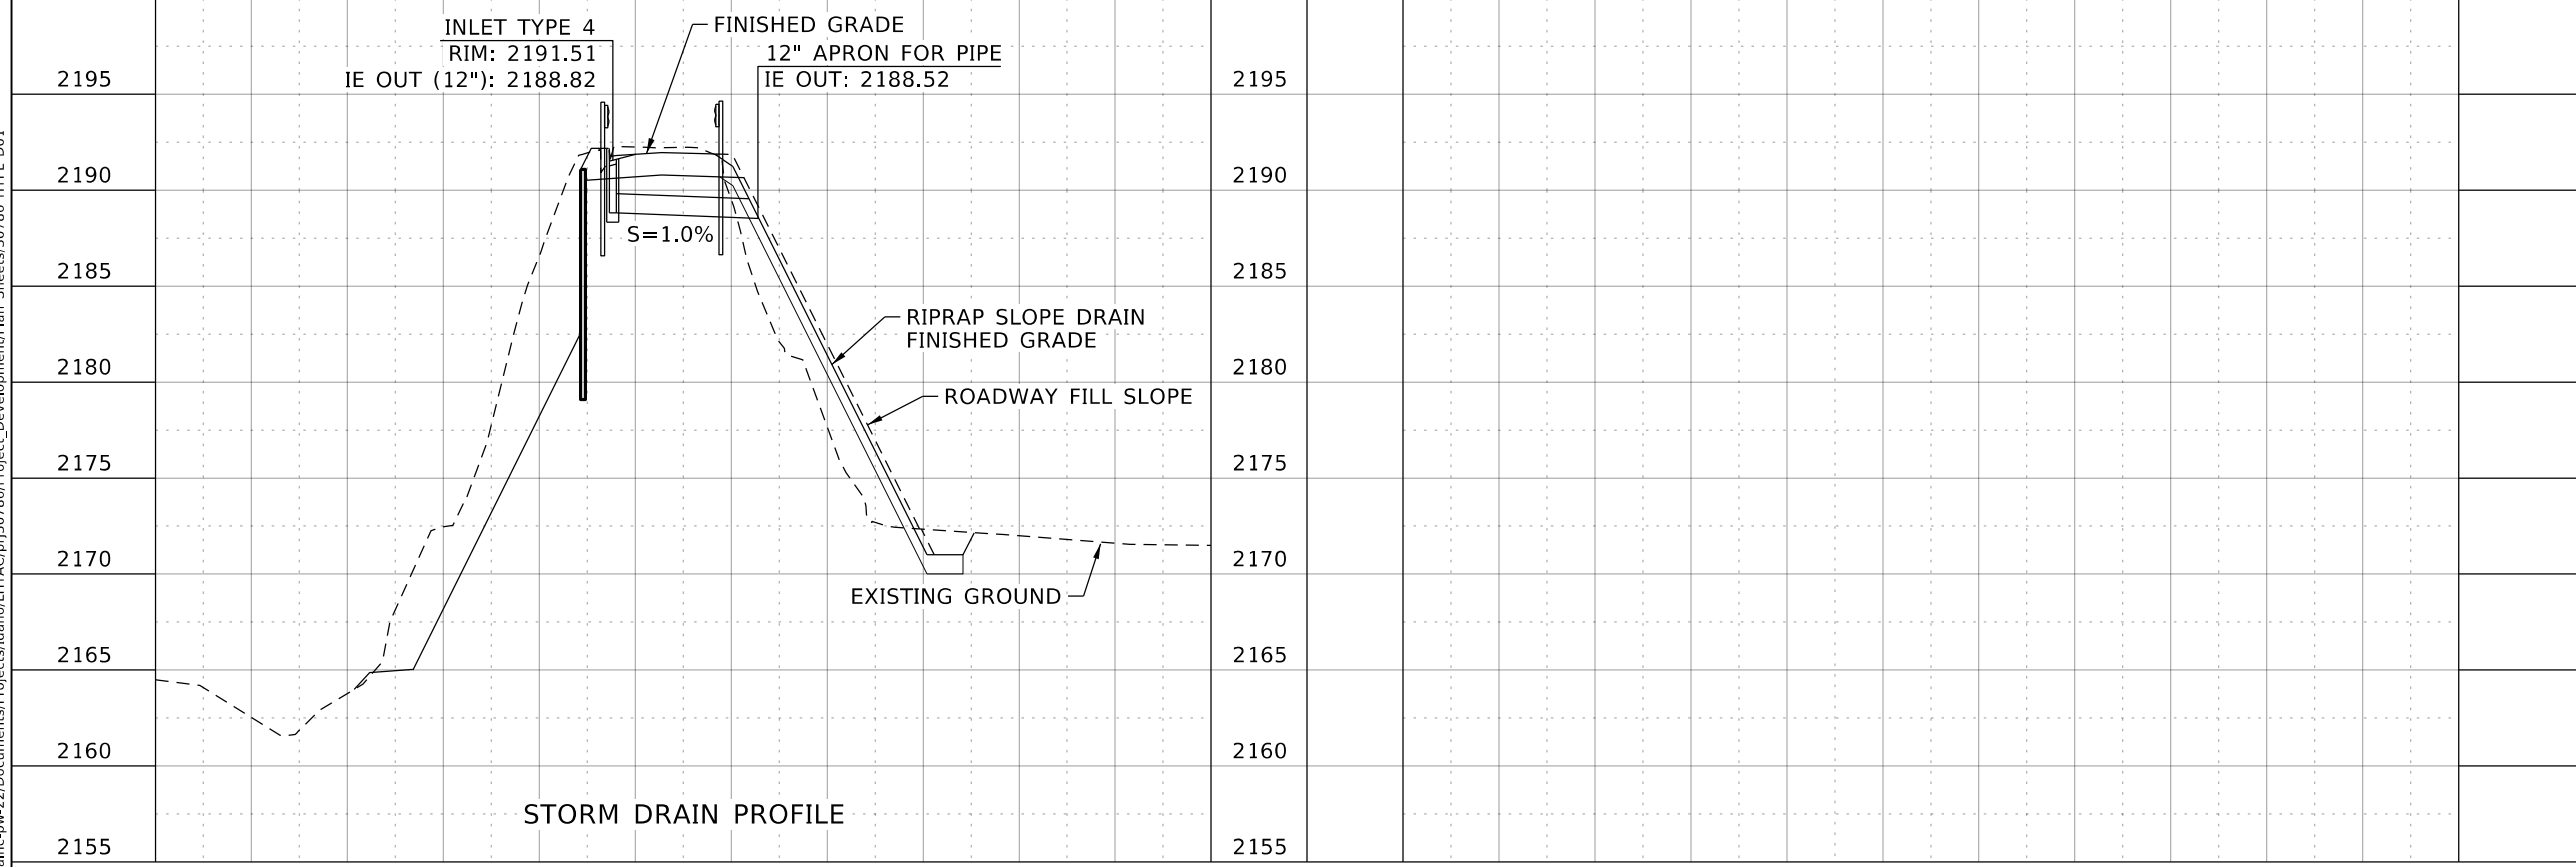 INLET TYPE 4
RIM: 2191.51
IE OUT (12"): 2188.82
FINISHED GRADE
12" APRON FOR PIPE
IE OUT: 2188.52
2195
2195
2190
2190
S=1.0%
2185
2185
RIPRAP SLOPE DRAIN
FINISHED GRADE
2180
2180
ROADWAY FILL SLOPE
2175
2175
2170
2170
EXISTING GROUND
2165
2165
2160
2160
STORM DRAIN PROFILE
2155
2155